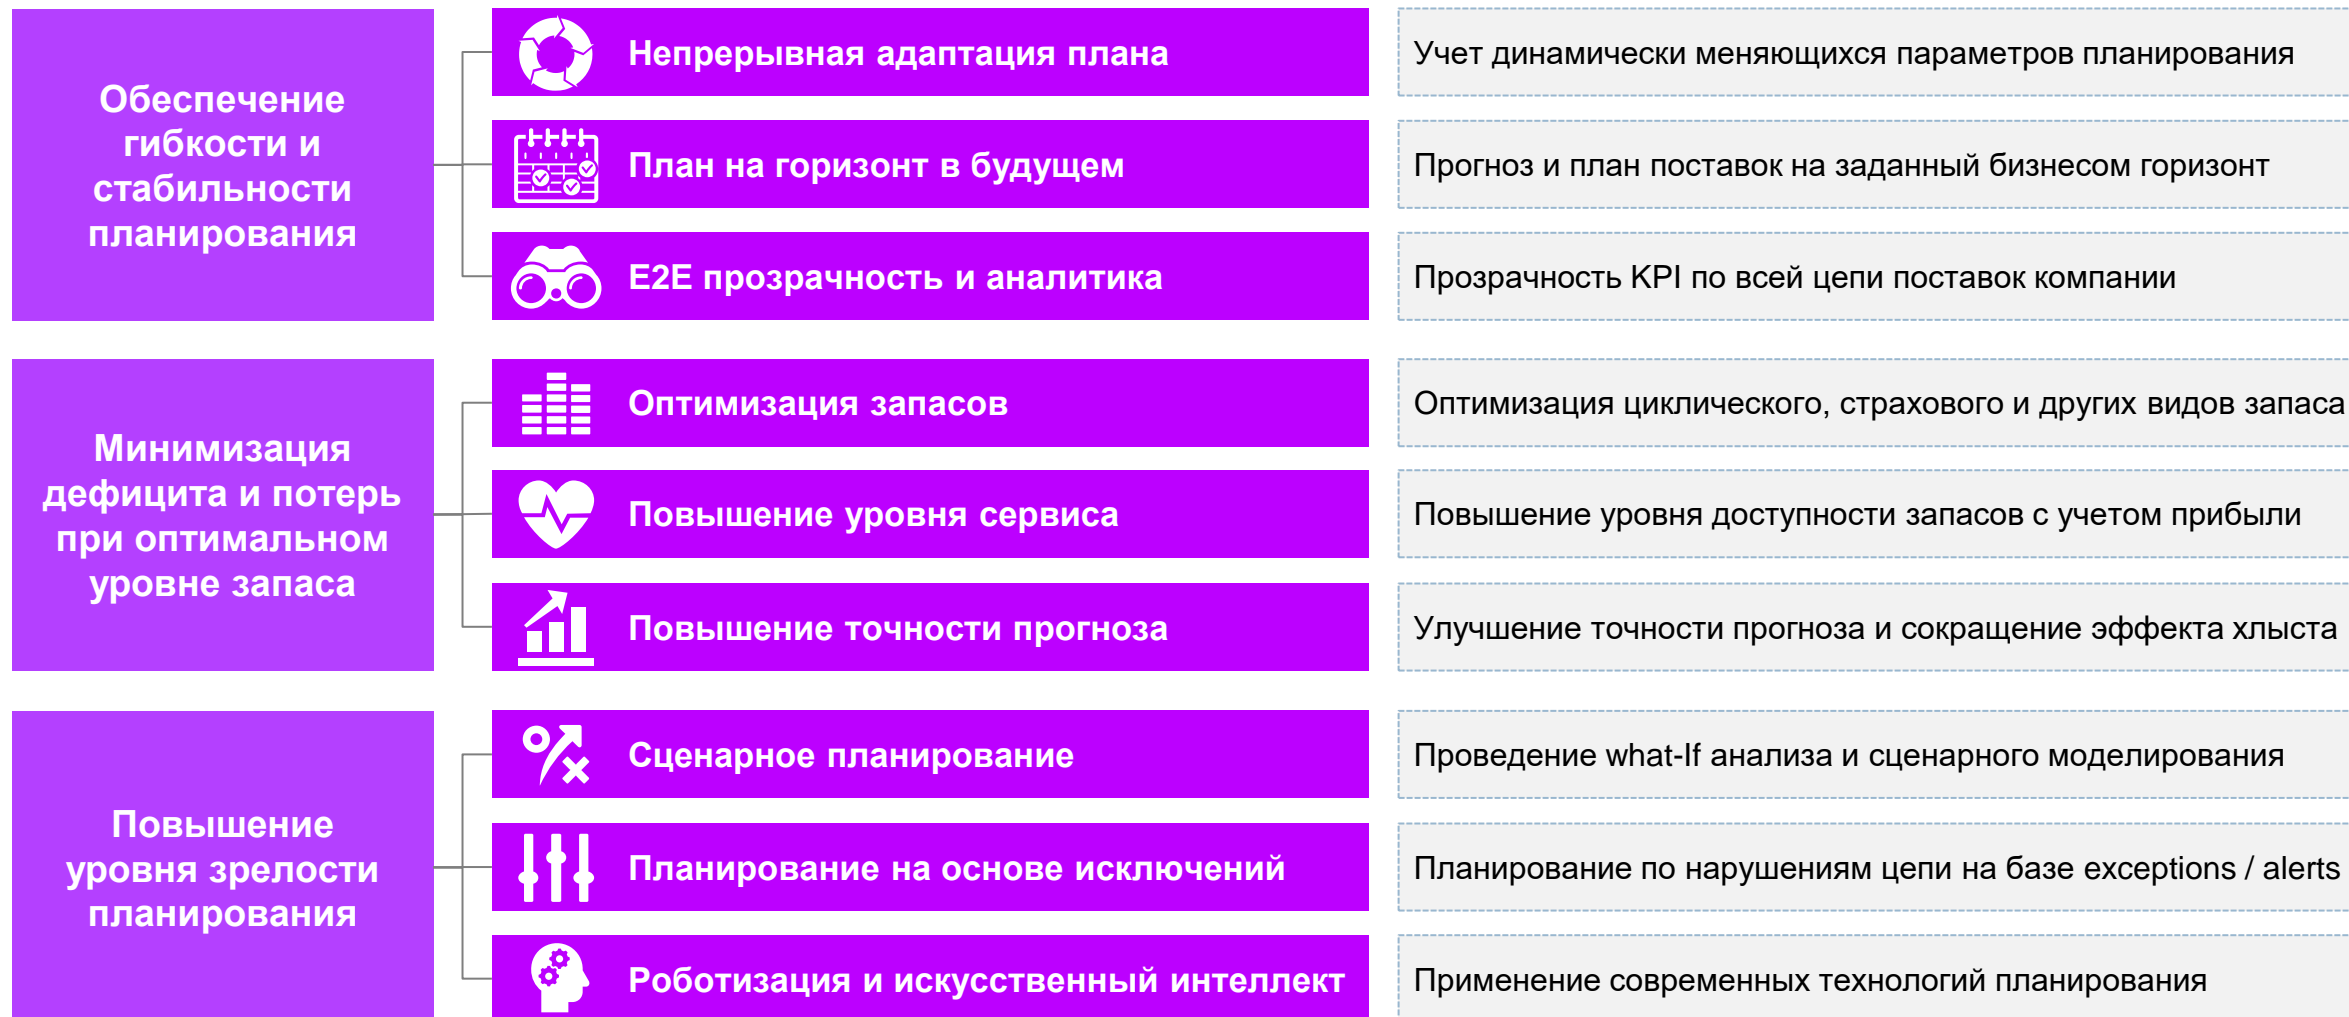 Обеспечение
гибкости и
стабильности
планирования
Непрерывная адаптация плана
Учет динамически меняющихся параметров планирования
План на горизонт в будущем
Прогноз и план поставок на заданный бизнесом горизонт
E2E прозрачность и аналитика
Прозрачность KPI по всей цепи поставок компании
Минимизация
дефицита и потерь
при оптимальном
уровне запаса
Оптимизация запасов
Оптимизация циклического, страхового и других видов запаса
Повышение уровня сервиса
Повышение уровня доступности запасов с учетом прибыли
Повышение точности прогноза
Улучшение точности прогноза и сокращение эффекта хлыста
Повышение
уровня зрелости
планирования
Сценарное планирование
Проведение what-If анализа и сценарного моделирования
Планирование на основе исключений
Планирование по нарушениям цепи на базе exceptions / alerts
Роботизация и искусственный интеллект
Применение современных технологий планирования